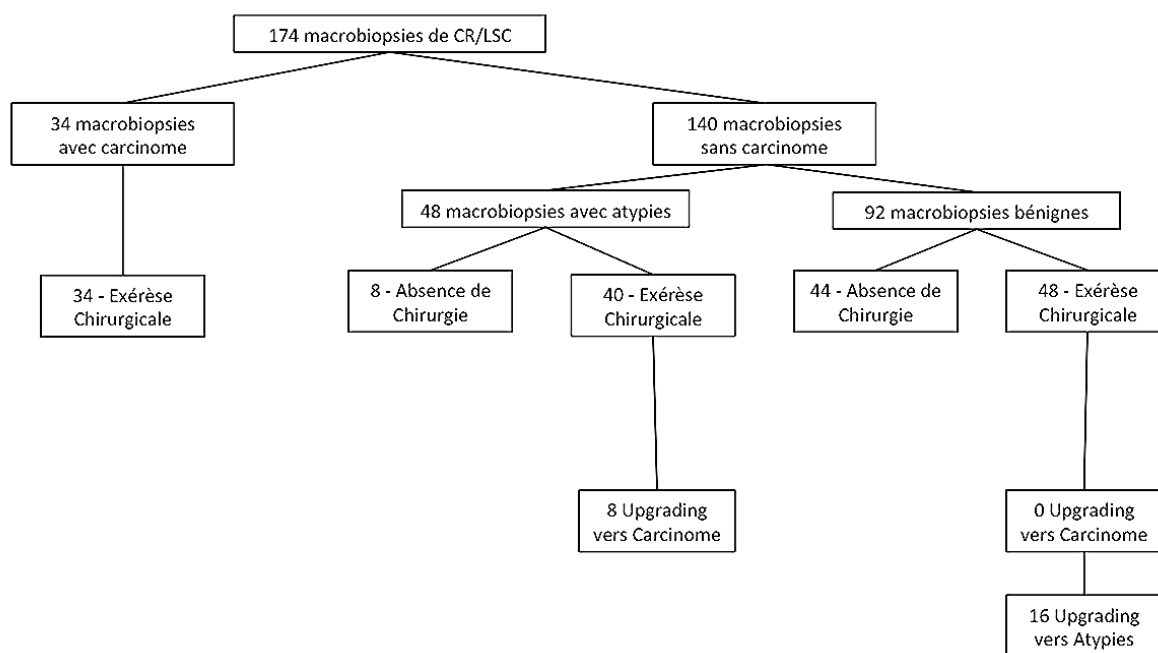 174 macrobiopsies de CR/LSC
34 macrobiopsies
avec carcinome
140 macrobiopsies
sans carcinome
48 macrobiopsies avec atypies
92 macrobiopsies bénignes
34 - Exérèse
Chirurgicale
8 - Absence de
Chirurgie
40 - Exérèse
Chirurgicale
44 - Absence de
Chirurgie
48 - Exérèse
Chirurgicale
8 Upgrading
vers Carcinome
0 Upgrading
vers Carcinome
16 Upgrading
vers Atypies